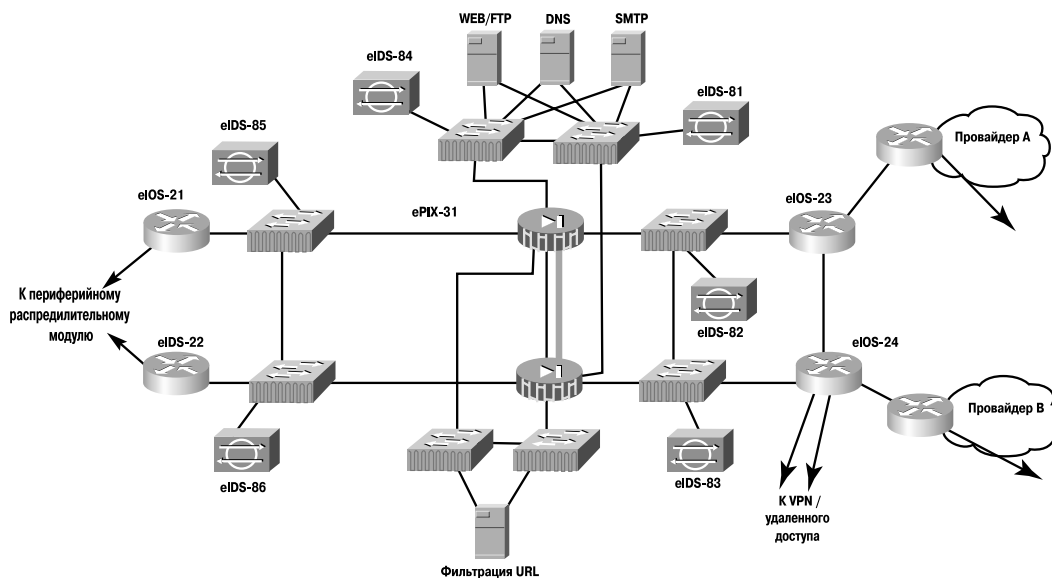 WEB/FTP
DNS
SMTP
eIDS-84
eIDS-81
eIDS-85
Провайдер A
eIOS-21
ePIX-31
eIOS-23
К периферийному
распредилительному
модулю
eIDS-82
eIDS-22
eIOS-24
Провайдер B
eIDS-86
eIDS-83
К VPN /
удаленного
доступа
Фильтрация URL